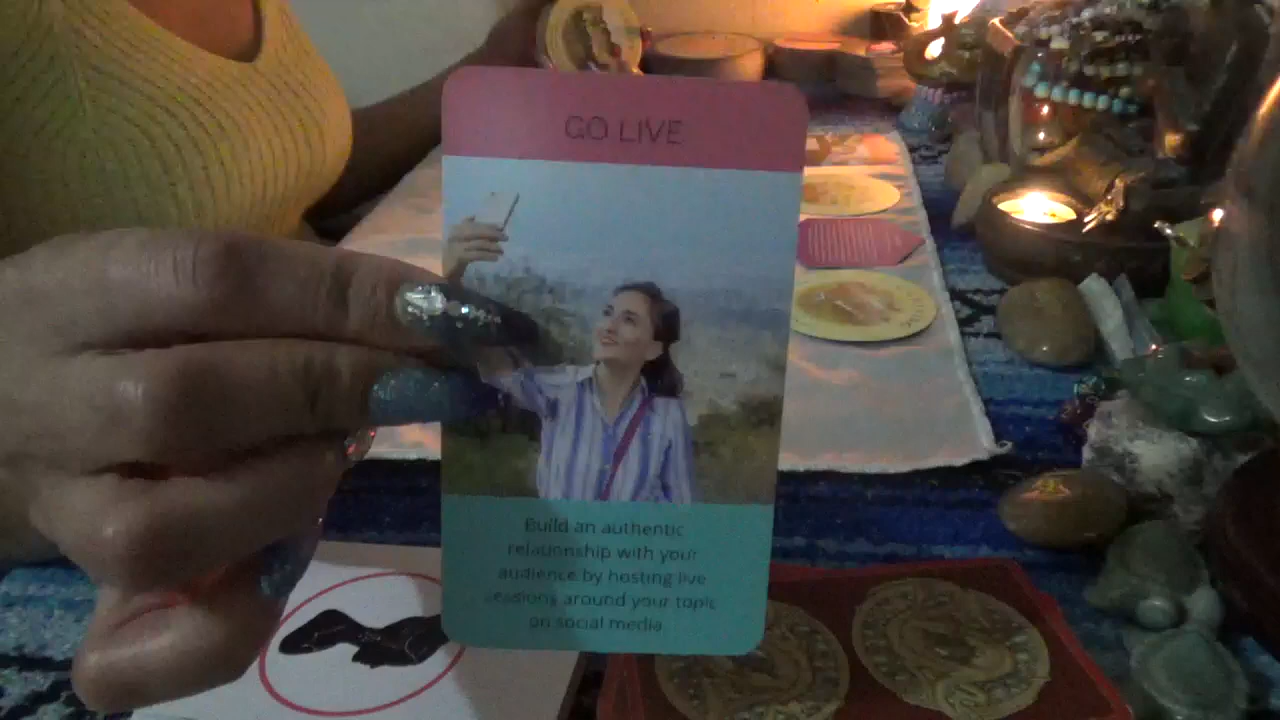 GO LIVE
Build an authentic
relationship with your
audience by hosting live
sessions around your topic
on social media